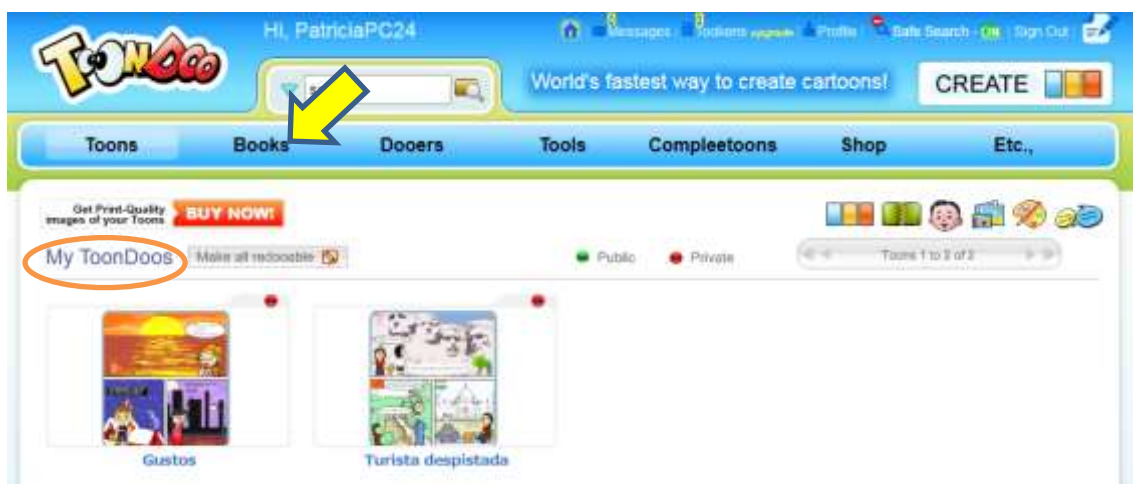 TOONDOO
Hi, PatriciaPC24
Messages Toolions upgrade Profile Safe Search - ON Sign Out
s
World's fastest way to create cartoons!
CREATE
Toons Books Dooers Tools Compleetoons Shop Etc.,
Get Print-Quality
images of your Toons
BUY NOW!
My ToonDoos Make all redooable Public Private Toons 1 to 2 of 2
Gustos Turista despistada